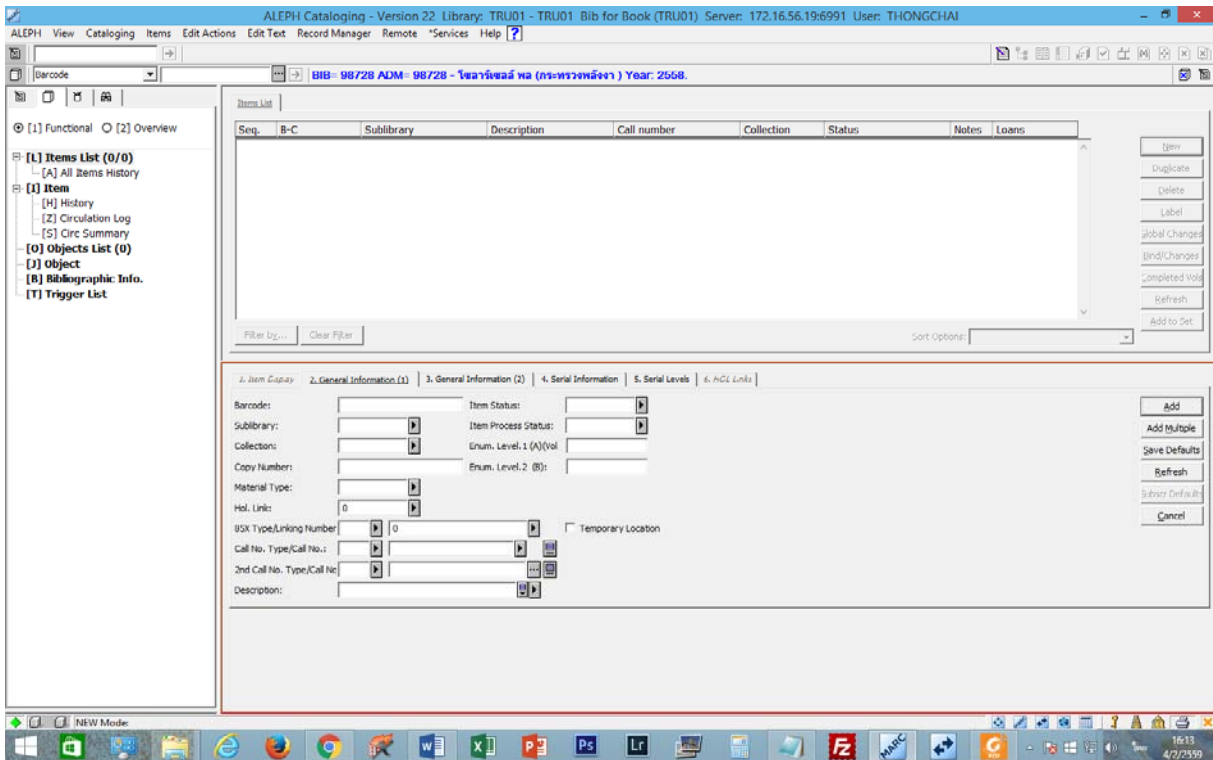 ALEPH Cataloging - Version 22 Library: TRU01 - TRU01 Bib for Book (TRU01) Server: 172.16.56.19:6991 User: THONGCHAI
ALEPH View Cataloging Items Edit Actions Edit Text Record Manager Remote *Services Help ?
Barcode
BIB= 98728 ADM= 98728 - โซลาร์เซลล์ พล (กระทรวงพลังงา ) Year: 2558.
[1] Functional [2] Overview
[L] Items List (0/0)
[A] All Items History
[I] Item
[H] History
[Z] Circulation Log
[S] Circ Summary
[O] Objects List (0)
[J] Object
[B] Bibliographic Info.
[T] Trigger List
Items List
Seq. B-C Sublibrary Description Call number Collection Status Notes Loans
New
Duplicate
Delete
Label
Global Changes
Bind/Changes
Completed Vols
Refresh
Add to Set
Filter by... Clear Filter Sort Options:
2. General Information (1) 3. General Information (2) 4. Serial Information 5. Serial Levels 6. HOL Links
Barcode: Item Status:
Sublibrary: Item Process Status:
Collection: Enum. Level.1 (A)(Vol
Copy Number: Enum. Level.2 (B):
Material Type:
Hol. Link: 0
85X Type/Linking Number 0 Temporary Location
Call No. Type/Call No.:
2nd Call No. Type/Call Nc
Description:
Add
Add Multiple
Save Defaults
Refresh
Subscr Defaults
Cancel
NEW Mode:
Ps Lr Fz MARC
16:13
4/2/2559